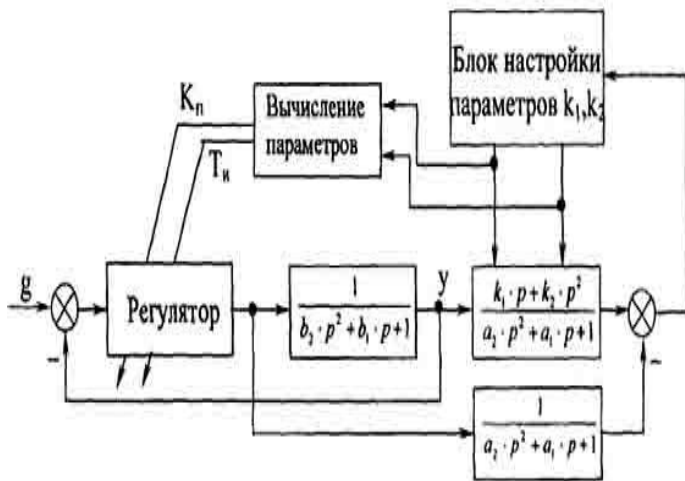 Блок настройки
параметров k₁,k₂
Kп
Вычисление
параметров
Tи
g
Регулятор
1
b₂ · p² + b₁ · p+1
y
k₁ · p + k₂ · p²
a₂ · p² + a₁ · p+1
−
−
1
a₂ · p² + a₁ · p+1